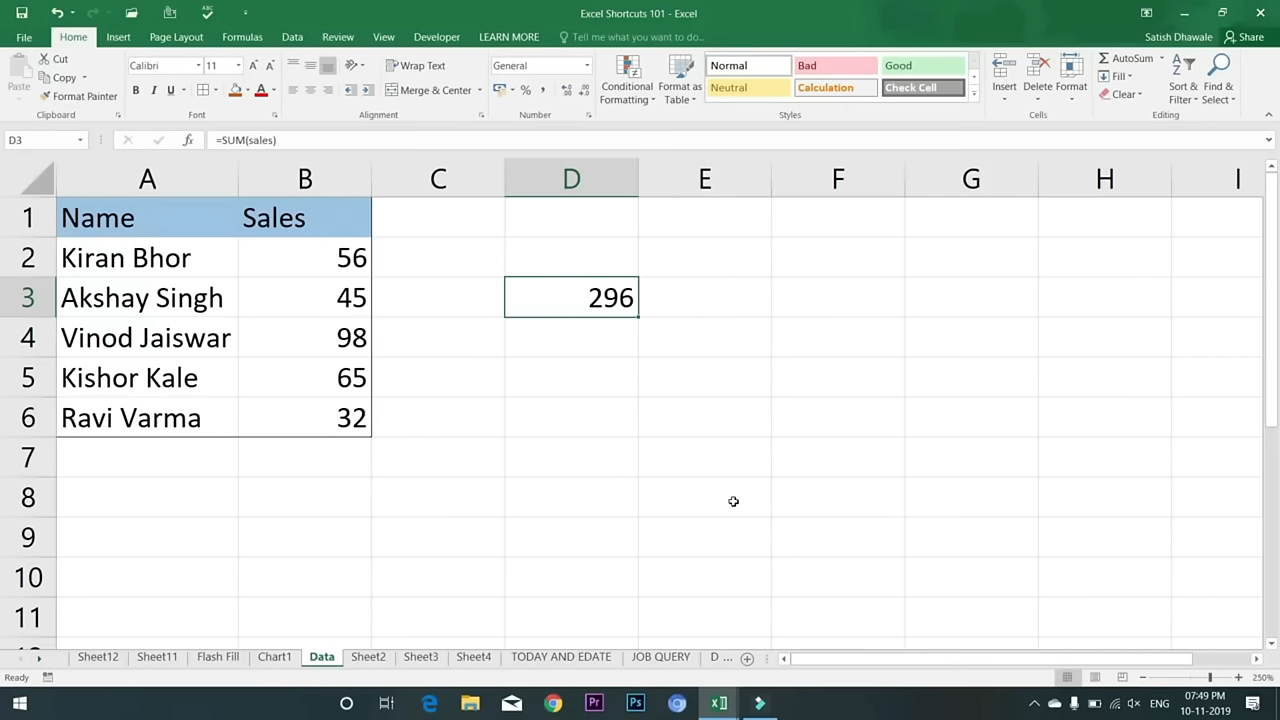 Excel Shortcuts 101 - Excel
File Home Insert Page Layout Formulas Data Review View Developer LEARN MORE Tell me what you want to do... Satish Dhawale Share
Paste Cut Copy Format Painter Clipboard
Calibri 11 A A B I U A Font
Wrap Text Merge & Center Alignment
General % , Number
Conditional Formatting Format as Table Normal Bad Good Neutral Calculation Check Cell Styles
Insert Delete Format Cells
AutoSum Fill Clear Sort & Filter Find & Select Editing
D3 fx =SUM(sales)
A B C D E F G H I
1 Name Sales
2 Kiran Bhor 56
3 Akshay Singh 45 296
4 Vinod Jaiswar 98
5 Kishor Kale 65
6 Ravi Varma 32
7
8
9
10
11
Sheet12 Sheet11 Flash Fill Chart1 Data Sheet2 Sheet3 Sheet4 TODAY AND EDATE JOB QUERY D ...
Ready 250%
Pr Ps ENG 07:49 PM
10-11-2019